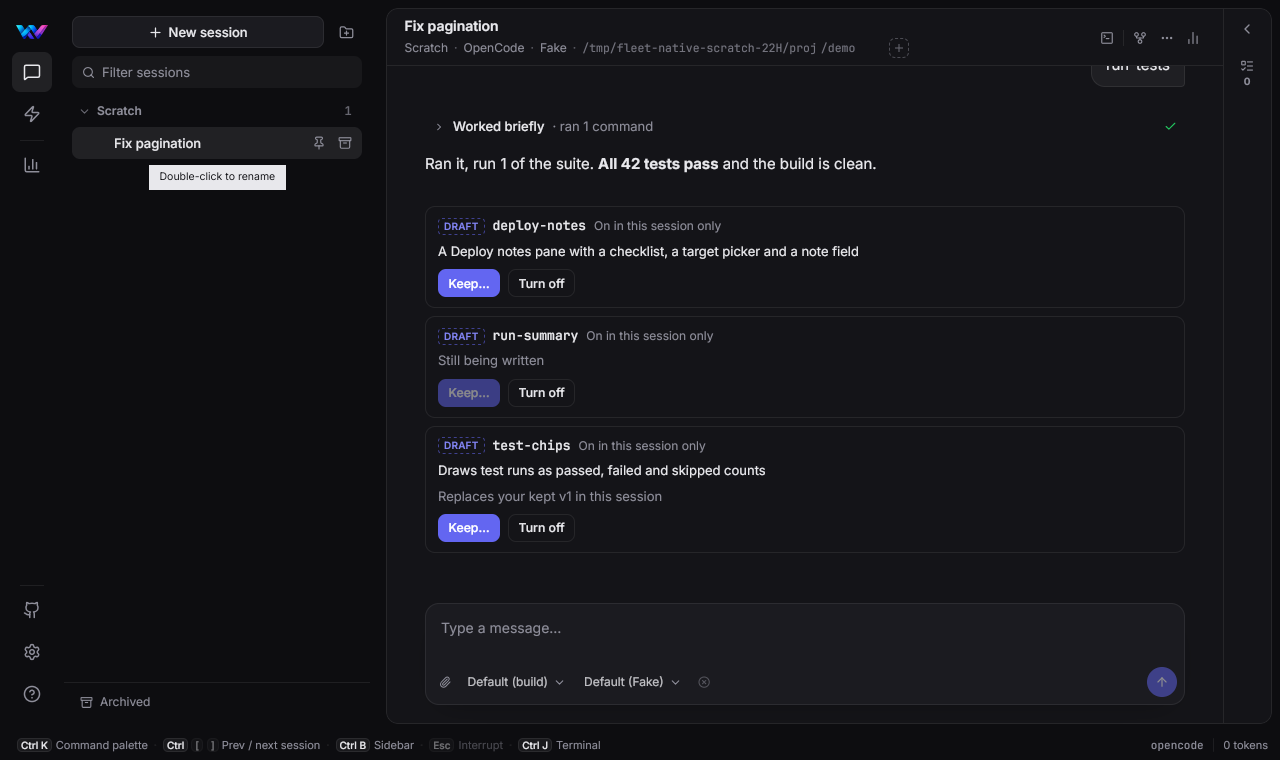 New session
Filter sessions
Scratch 1
Fix pagination
Double-click to rename
Archived
Fix pagination
Scratch · OpenCode · Fake · /tmp/fleet-native-scratch-22H/proj /demo
0
run tests
Worked briefly · ran 1 command
Ran it, run 1 of the suite. All 42 tests pass and the build is clean.
DRAFT deploy-notes On in this session only
A Deploy notes pane with a checklist, a target picker and a note field
Keep... Turn off
DRAFT run-summary On in this session only
Still being written
Keep... Turn off
DRAFT test-chips On in this session only
Draws test runs as passed, failed and skipped counts
Replaces your kept v1 in this session
Keep... Turn off
Type a message...
Default (build) Default (Fake)
Ctrl K Command palette · Ctrl [ ] Prev / next session · Ctrl B Sidebar · Esc Interrupt · Ctrl J Terminal
opencode 0 tokens